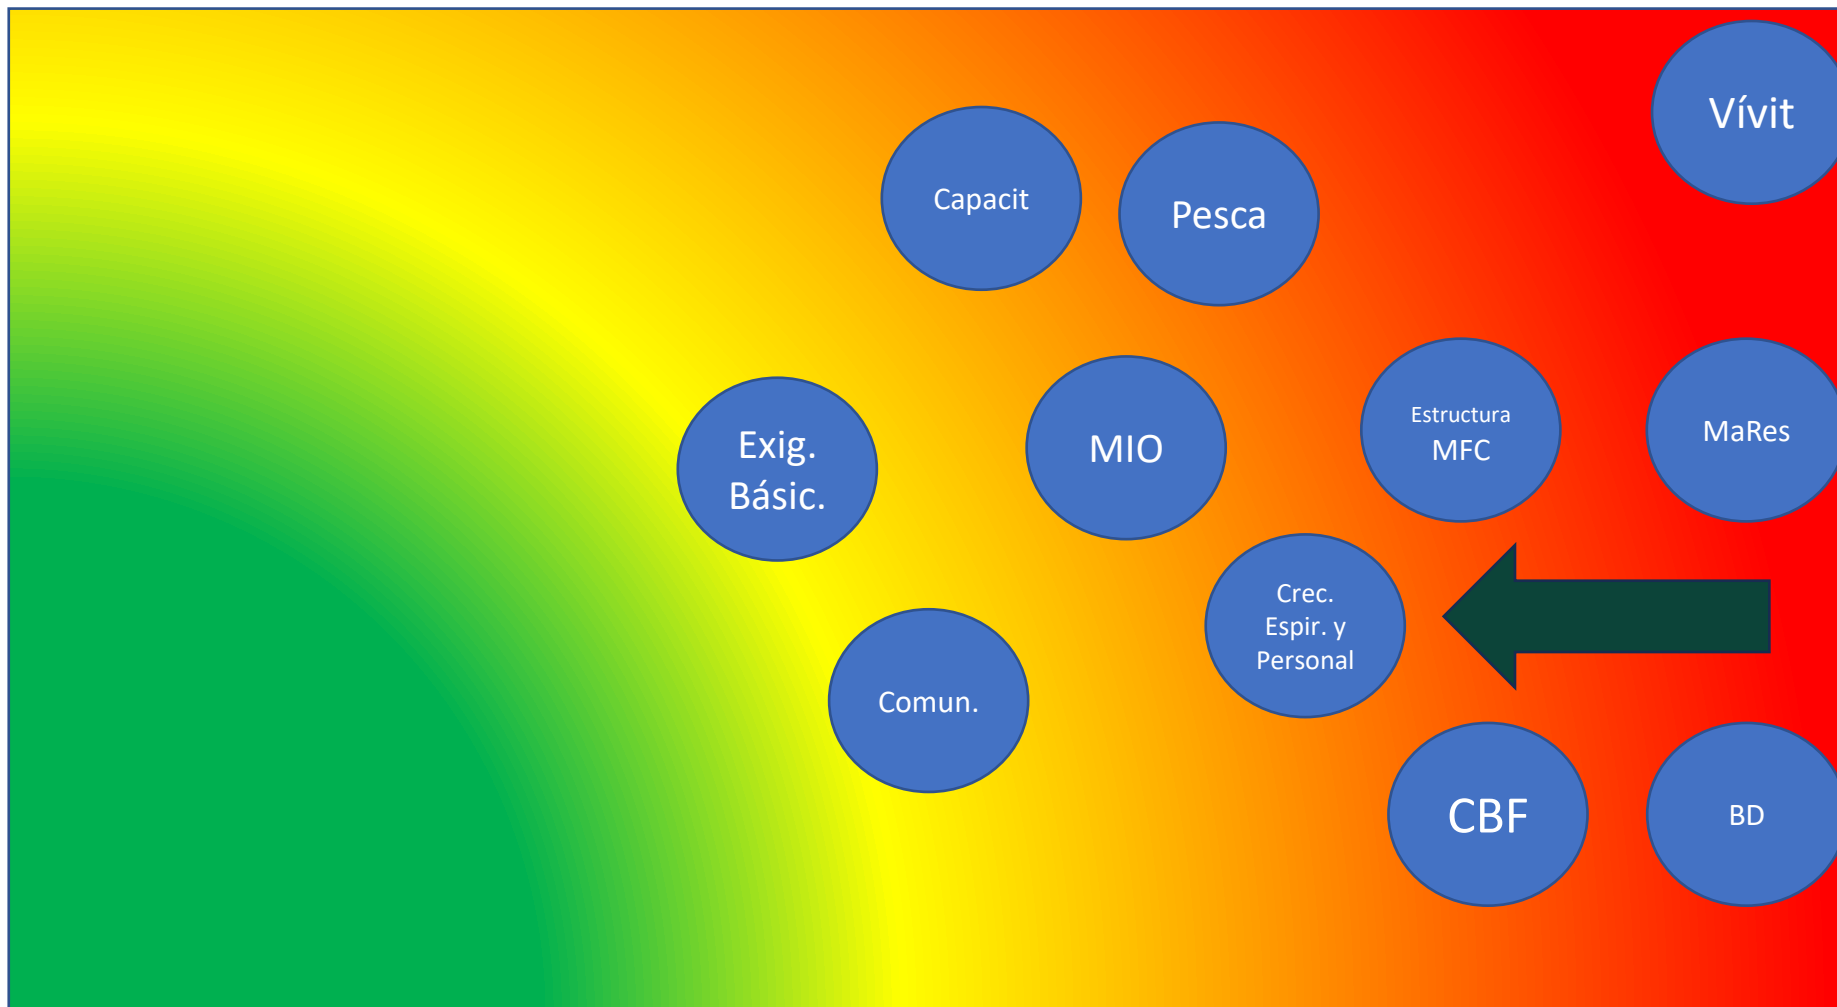 Vívit
Capacit
Pesca
Exig.
Básic.
MIO
Estructura
MFC
MaRes
Crec.
Espir. y
Personal
Comun.
CBF
BD